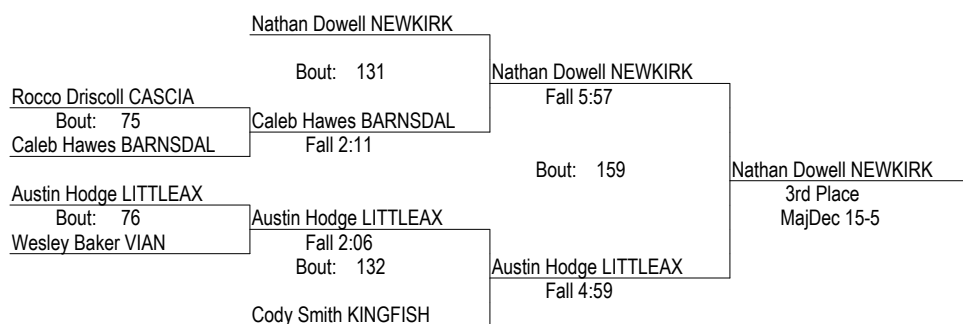 Nathan Dowell NEWKIRK
Bout: 131
Nathan Dowell NEWKIRK
Fall 5:57
Rocco Driscoll CASCIA
Bout: 75
Caleb Hawes BARNSDAL
Caleb Hawes BARNSDAL
Fall 2:11
Bout: 159
Nathan Dowell NEWKIRK
3rd Place
MajDec 15-5
Austin Hodge LITTLEAX
Bout: 76
Wesley Baker VIAN
Austin Hodge LITTLEAX
Fall 2:06
Bout: 132
Austin Hodge LITTLEAX
Fall 4:59
Cody Smith KINGFISH